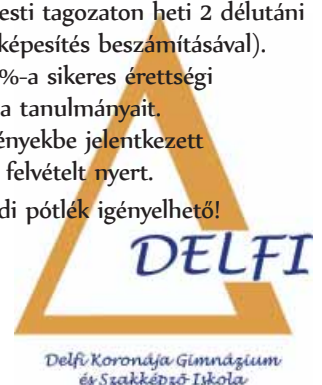 esti tagozaton heti 2 délutáni
képesítés beszámításával).
%-a sikeres érettségi
a tanulmányait.
ényekbe jelentkezett
felvételt nyert.
di pótlék igényelhető!
DELFI
Delfi Koronája Gimnázium
és Szakképző Iskola